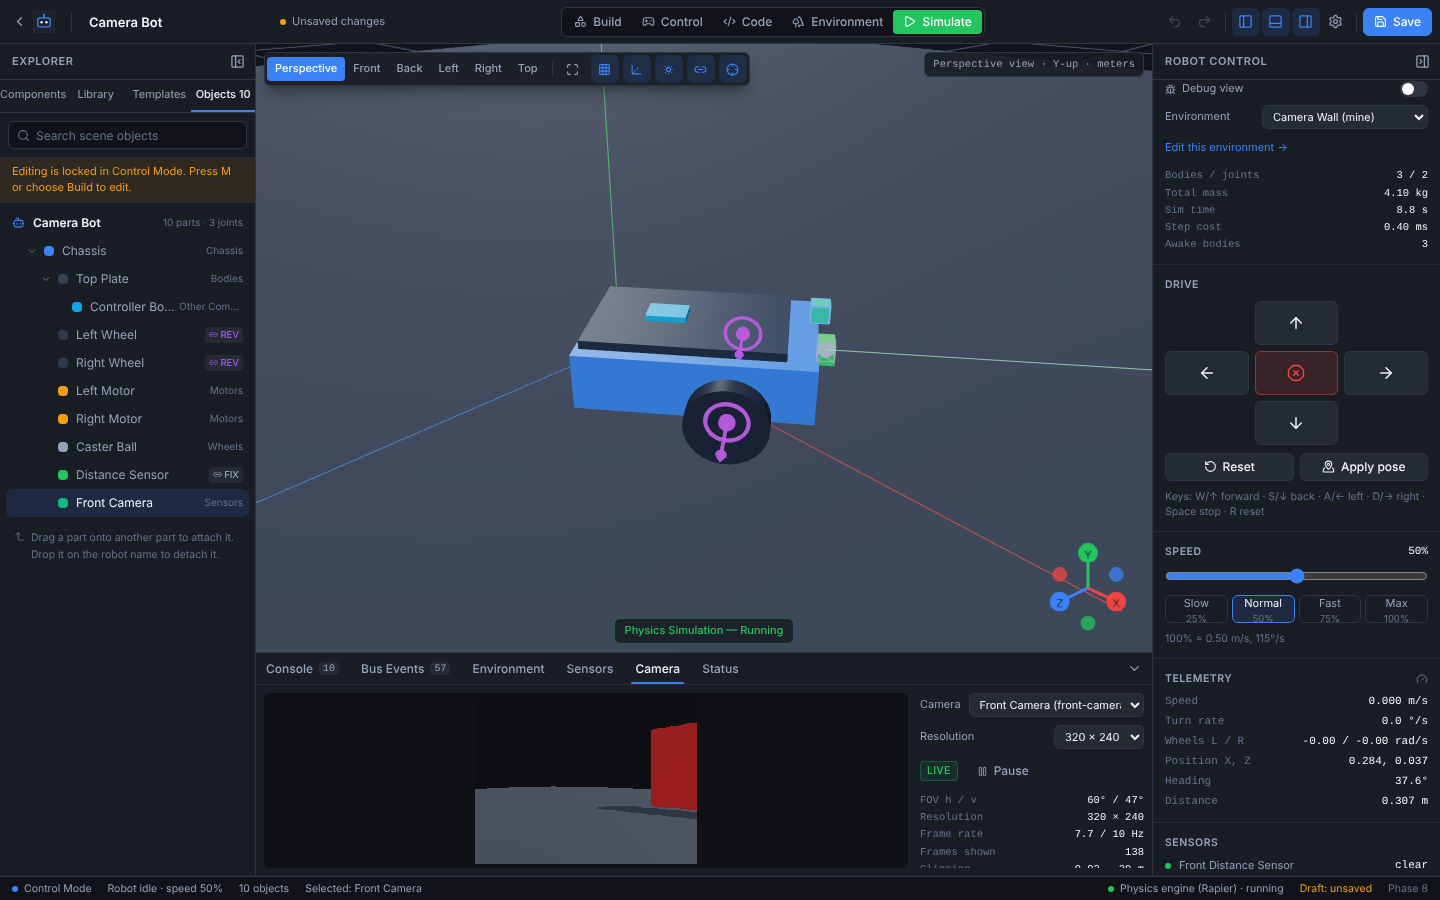 Camera Bot
Unsaved changes
Build
Control
Code
Environment
Simulate
Save
EXPLORER
Components
Library
Templates
Objects 10
Search scene objects
Editing is locked in Control Mode. Press M
or choose Build to edit.
Camera Bot 10 parts · 3 joints
Chassis Chassis
Top Plate Bodies
Controller Bo... Other Com...
Left Wheel REV
Right Wheel REV
Left Motor Motors
Right Motor Motors
Caster Ball Wheels
Distance Sensor FIX
Front Camera Sensors
Drag a part onto another part to attach it.
Drop it on the robot name to detach it.
Perspective Front Back Left Right Top
Perspective view · Y-up · meters
Y
Z
X
Physics Simulation — Running
Console 10 Bus Events 57 Environment Sensors Camera Status
Camera Front Camera (front-camera
Resolution 320 × 240
LIVE Pause
FOV h / v 60° / 47°
Resolution 320 × 240
Frame rate 7.7 / 10 Hz
Frames shown 138
ROBOT CONTROL
Debug view
Environment Camera Wall (mine)
Edit this environment →
Bodies / joints 3 / 2
Total mass 4.10 kg
Sim time 8.8 s
Step cost 0.40 ms
Awake bodies 3
DRIVE
↑
← →
↓
Reset Apply pose
Keys: W/↑ forward · S/↓ back · A/← left · D/→ right ·
Space stop · R reset
SPEED 50%
Slow Normal Fast Max
25% 50% 75% 100%
100% = 0.50 m/s, 115°/s
TELEMETRY
Speed 0.000 m/s
Turn rate 0.0 °/s
Wheels L / R -0.00 / -0.00 rad/s
Position X, Z 0.284, 0.037
Heading 37.6°
Distance 0.307 m
SENSORS
Front Distance Sensor clear
Control Mode Robot idle · speed 50% 10 objects Selected: Front Camera
Physics engine (Rapier) · running Draft: unsaved Phase 8